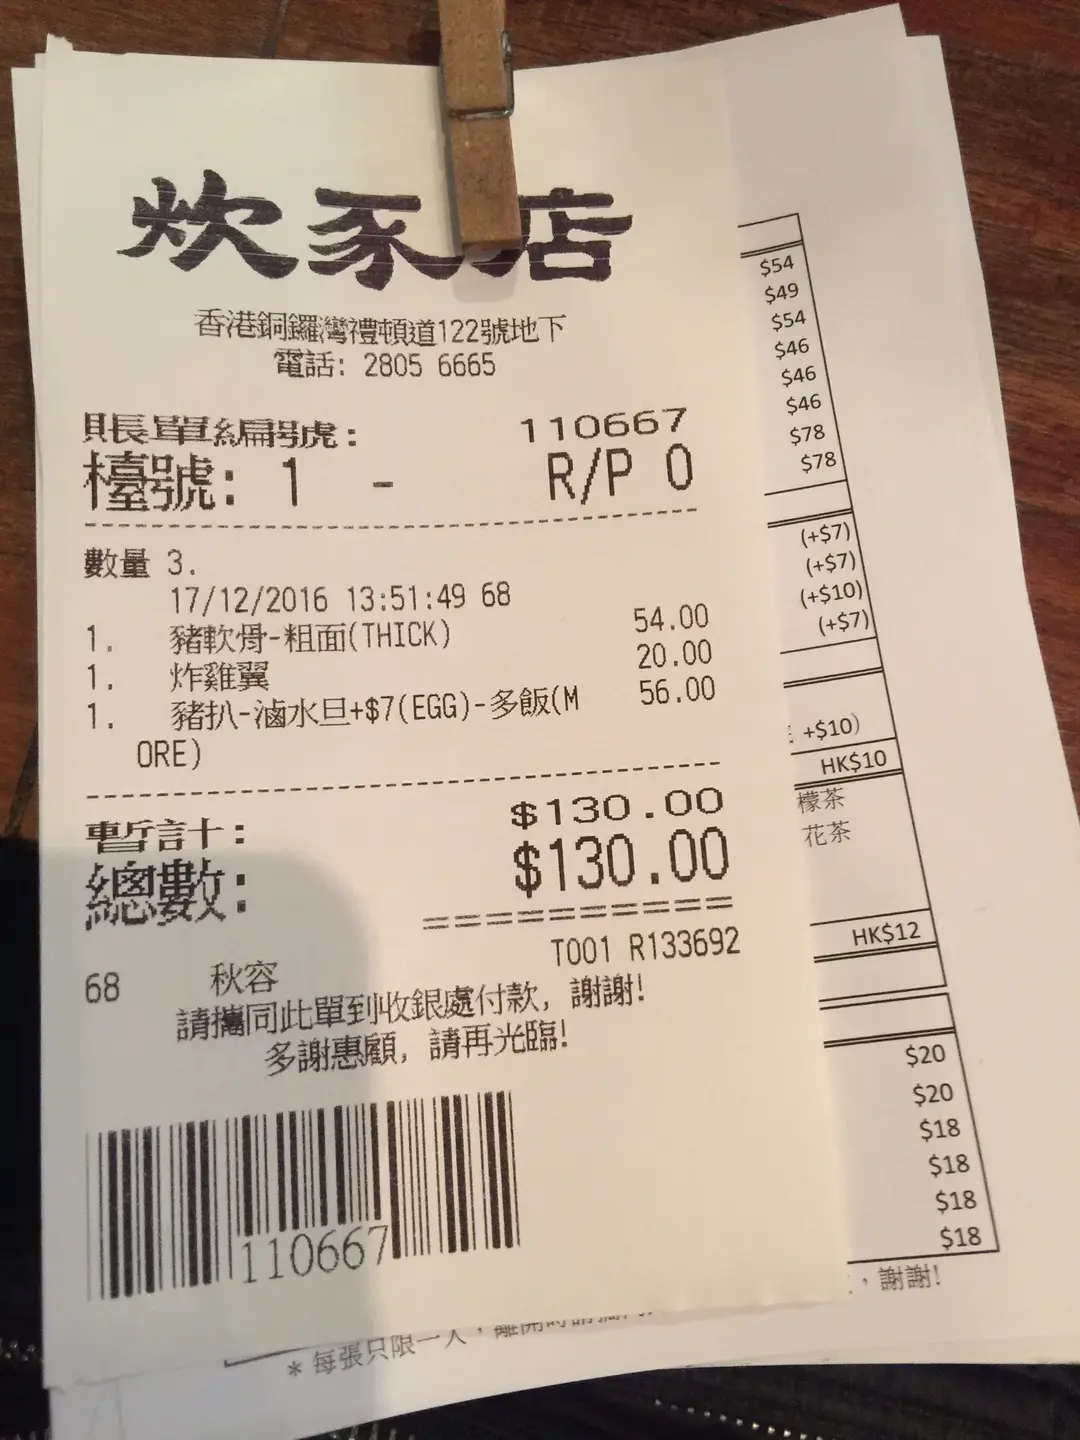 炊家店
香港銅鑼灣禮頓道122號地下
電話: 2805 6665
賬單編號: 110667
檯號: 1 - R/P 0
數量 3.
17/12/2016 13:51:49 68
1. 豬軟骨-粗面(THICK) 54.00
1. 炸雞翼 20.00
1. 豬扒-滷水旦+$7(EGG)-多飯(M 56.00
ORE)
暫計: $130.00
總數: $130.00
==========
T001 R133692
68 秋容
請攜同此單到收銀處付款, 謝謝!
多謝惠顧, 請再光臨!
110667
$54
$49
$54
$46
$46
$46
$78
$78
(+$7)
(+$7)
(+$10)
(+$7)
+$10)
HK$10
檬茶
花茶
HK$12
$20
$20
$18
$18
$18
$18
，謝謝!
* 每張只限一人，離開時請